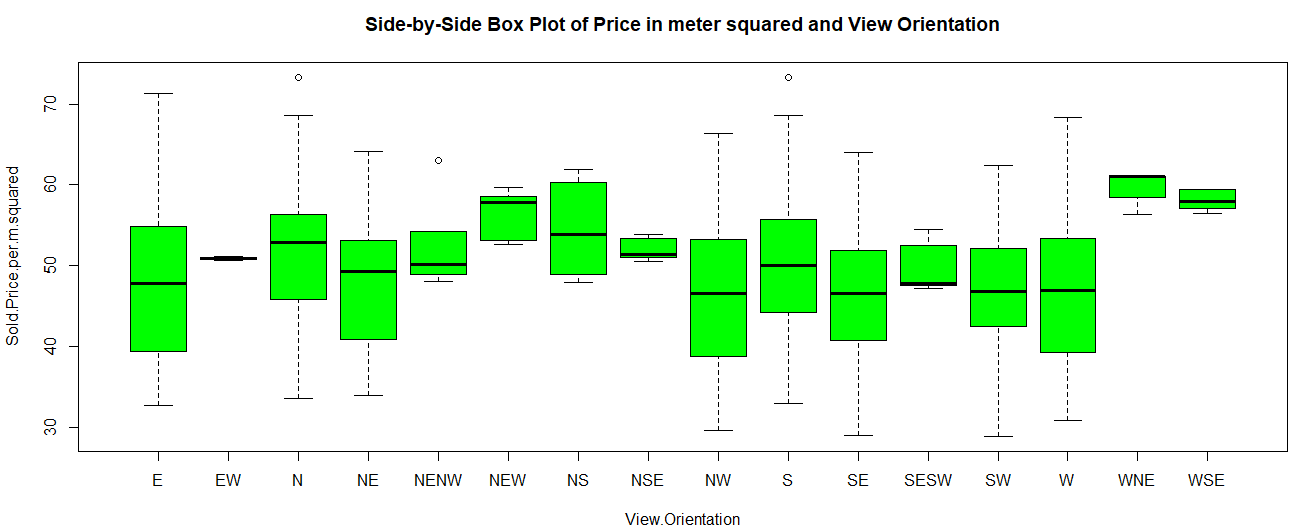 Side-by-Side Box Plot of Price in meter squared and View Orientation
Sold.Price.per.m.squared
70
60
50
40
30
E EW N NE NENW NEW NS NSE NW S SE SESW SW W WNE WSE
View.Orientation